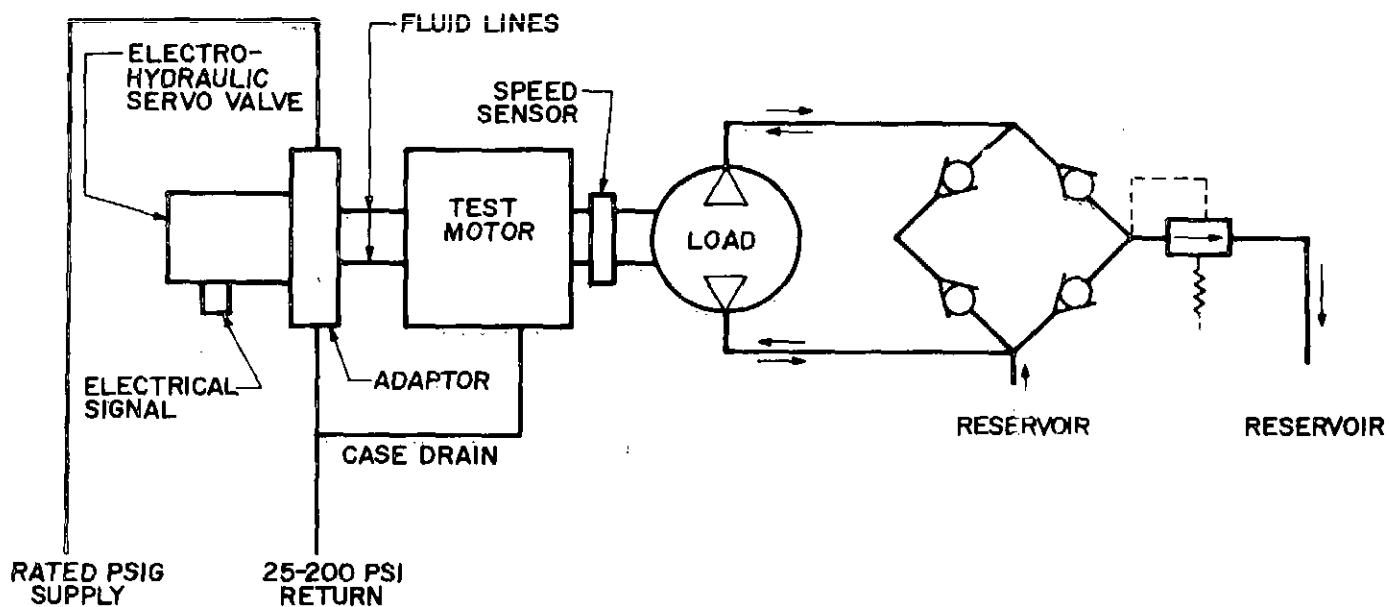 FLUID LINES
ELECTRO-
HYDRAULIC
SERVO VALVE
SPEED
SENSOR
TEST
MOTOR
LOAD
ELECTRICAL
SIGNAL
ADAPTOR
CASE DRAIN
RESERVOIR
RESERVOIR
RATED PSIG
SUPPLY
25-200 PSI
RETURN